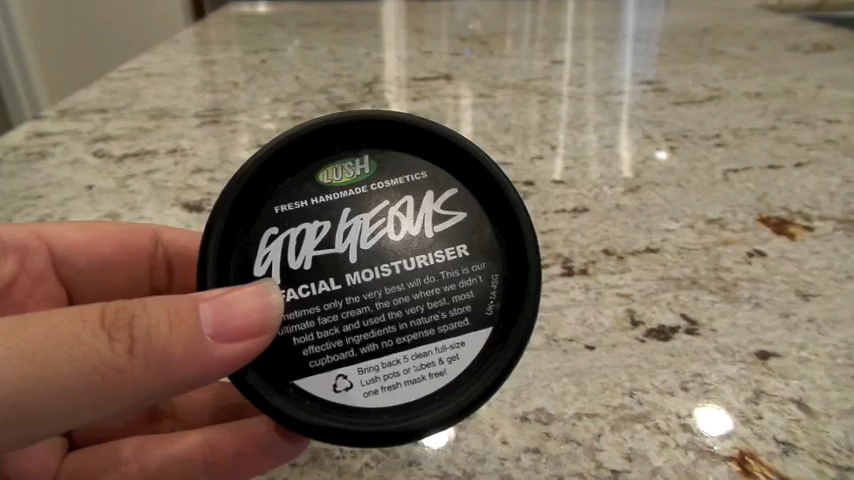 LUSH
FRESH HANDMADE COSMETICS
GORGEOUS
FACIAL MOISTURISER
metimes only the very best will do. This is our
ultimate face cream, the one where we didn't
hold back and used the very best, most
effective ingredients in nature's store
cupboard, with no expense spared.
Bring back 5 clean full-size
Lush pots or tubes & get
one fresh mask free!